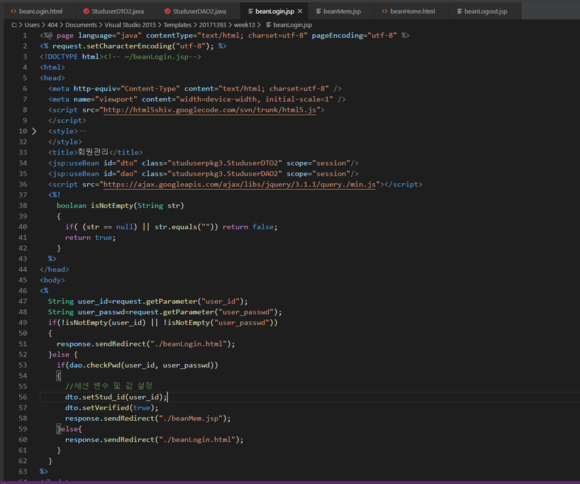 beanLogin.html
StuduserDTO2.java
StuduserDAO2.java
beanLogin.jsp
beanMem.jsp
beanHome.html
beanLogout.jsp
C: > Users > 404 > Documents > Visual Studio 2015 > Templates > 20171393 > week13 > beanLogin.jsp
1 <%@ page language="java" contentType="text/html; charset=utf-8" pageEncoding="utf-8" %>
2 <% request.setCharacterEncoding("utf-8"); %>
3 <!DOCTYPE html><!-- ~/beanLogin.jsp-->
4 <html>
5 <head>
6 <meta http-equiv="Content-Type" content="text/html; charset=utf-8" />
7 <meta name="viewport" content="width=device-width, initial-scale=1" />
8 <script src="http://html5shiv.googlecode.com/svn/trunk/html5.js">
9 </script>
10 <style>…
32 </style>
33 <title>회원관리</title>
34 <jsp:useBean id="dto" class="studuserpkg3.StuduserDTO2" scope="session"/>
35 <jsp:useBean id="dao" class="studuserpkg3.StuduserDAO2" scope="session"/>
36 <script src="https://ajax.googleapis.com/ajax/libs/jquery/3.1.1/query./min.js"></script>
37 <%!
38 boolean isNotEmpty(String str)
39 {
40 if( (str == null) || str.equals("")) return false;
41 return true;
42 }
43 %>
44 </head>
45 <body>
46 <%
47 String user_id=request.getParameter("user_id");
48 String user_passwd=request.getParameter("user_passwd");
49 if(!isNotEmpty(user_id) || !isNotEmpty("user_passwd"))
50 {
51 response.sendRedirect("./beanLogin.html");
52 }else {
53 if(dao.checkPwd(user_id, user_passwd))
54 {
55 //세션 변수 및 값 설정
56 dto.setStud_id(user_id);
57 dto.setVerified(true);
58 response.sendRedirect("./beanMem.jsp");
59 }else{
60 response.sendRedirect("./beanLogin.html");
61 }
62 }
63 %>